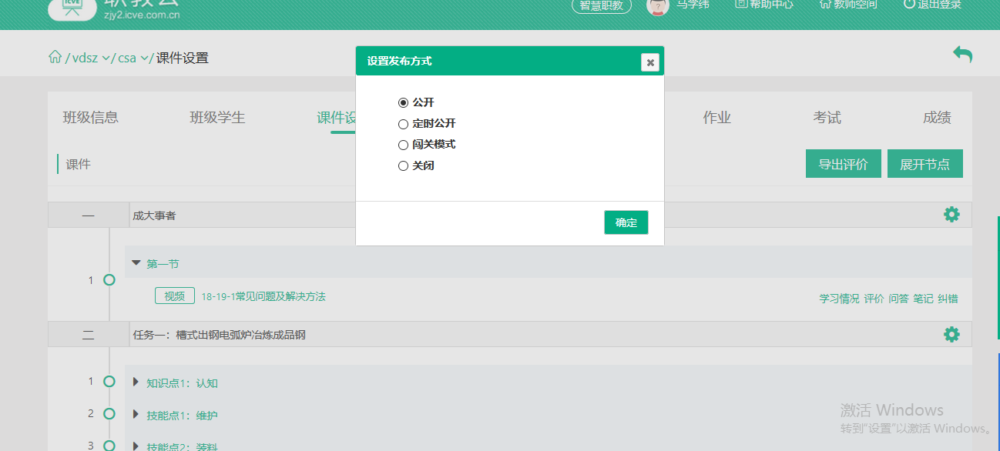 ICVE
职教云
zjy2.icve.com.cn
智慧职教
马学纬
帮助中心
教师空间
退出登录
/ vdsz / csa / 课件设置
设置发布方式
公开
定时公开
闯关模式
关闭
确定
班级信息
班级学生
课件设
作业
考试
成绩
课件
导出评价
展开节点
一
成大事者
1
第一节
视频
18-19-1常见问题及解决方法
学习情况 评价 问答 笔记 纠错
二
任务一：槽式出钢电弧炉冶炼成品钢
1
知识点1：认知
2
技能点1：维护
3
技能点2：装料
激活 Windows
转到"设置"以激活 Windows。